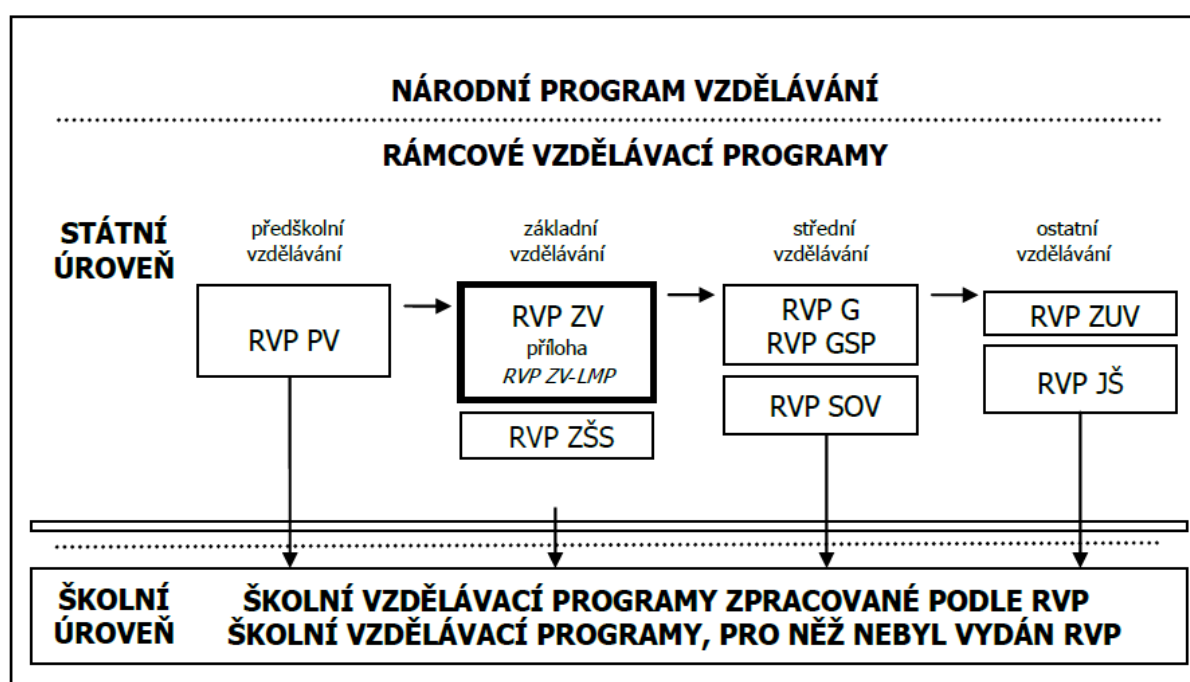 NÁRODNÍ PROGRAM VZDĚLÁVÁNÍ
RÁMCOVÉ VZDĚLÁVACÍ PROGRAMY
STÁTNÍ
ÚROVEŇ
předškolní
vzdělávání
základní
vzdělávání
střední
vzdělávání
ostatní
vzdělávání
RVP PV
RVP ZV
příloha
RVP ZV-LMP
RVP ZŠS
RVP G
RVP GSP
RVP SOV
RVP ZUV
RVP JŠ
ŠKOLNÍ
ÚROVEŇ
ŠKOLNÍ VZDĚLÁVACÍ PROGRAMY ZPRACOVANÉ PODLE RVP
ŠKOLNÍ VZDĚLÁVACÍ PROGRAMY, PRO NĚŽ NEBYL VYDÁN RVP